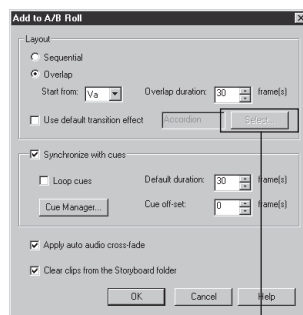 Add to A/B Roll
Layout
Sequential
Overlap
Start from: Va Overlap duration: 30 frame(s)
Use default transition effect Accordion Select...
Synchronize with cues
Loop cues Default duration: 30 frame(s)
Cue Manager... Cue off-set: 0 frame(s)
Apply auto audio cross-fade
Clear clips from the Storyboard folder
OK Cancel Help